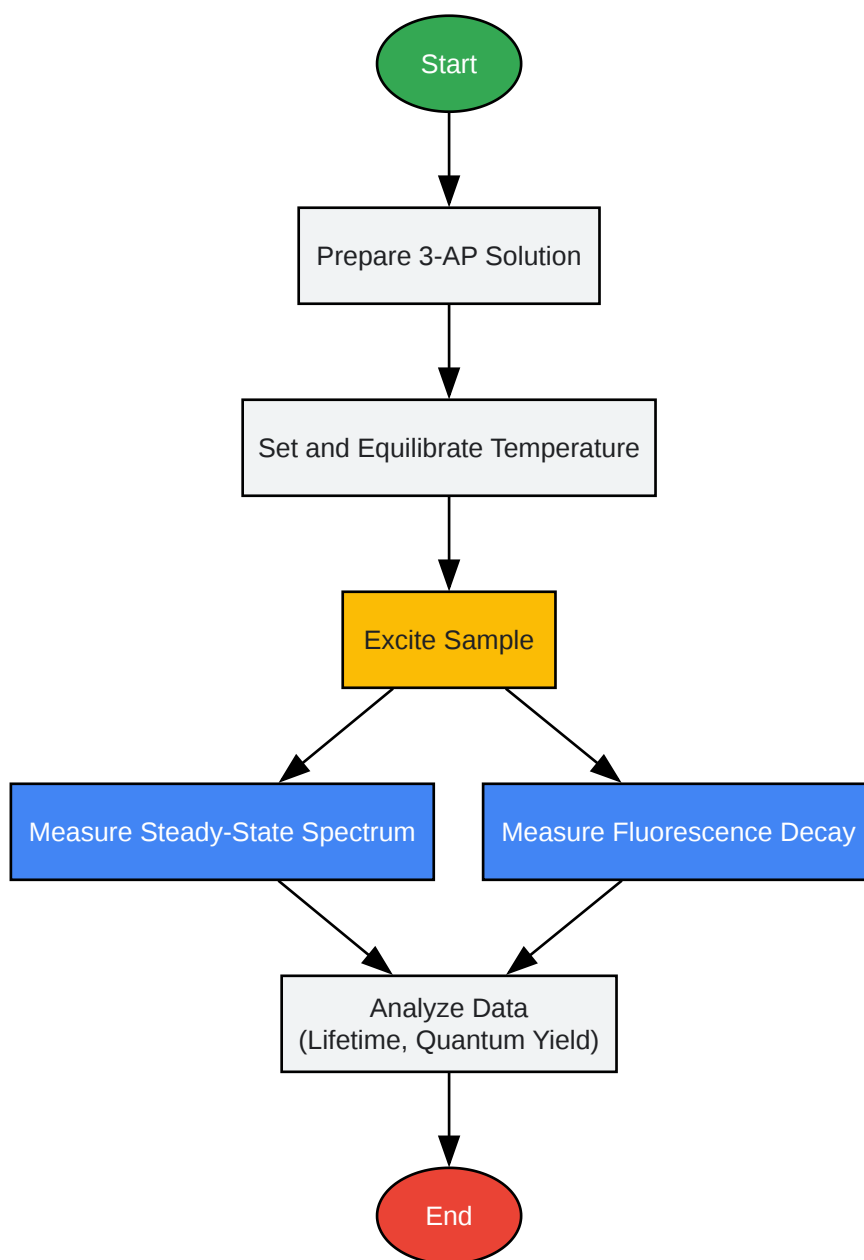 Start
Prepare 3-AP Solution
Set and Equilibrate Temperature
Excite Sample
Measure Steady-State Spectrum
Measure Fluorescence Decay
Analyze Data
(Lifetime, Quantum Yield)
End